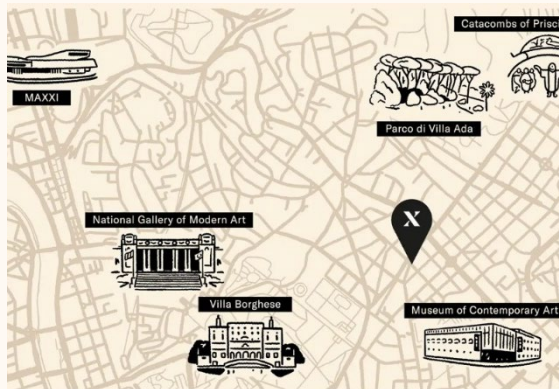 Catacombs of Prisc
MAXXI
Parco di Villa Ada
X
National Gallery of Modern Art
Villa Borghese
Museum of Contemporary Art